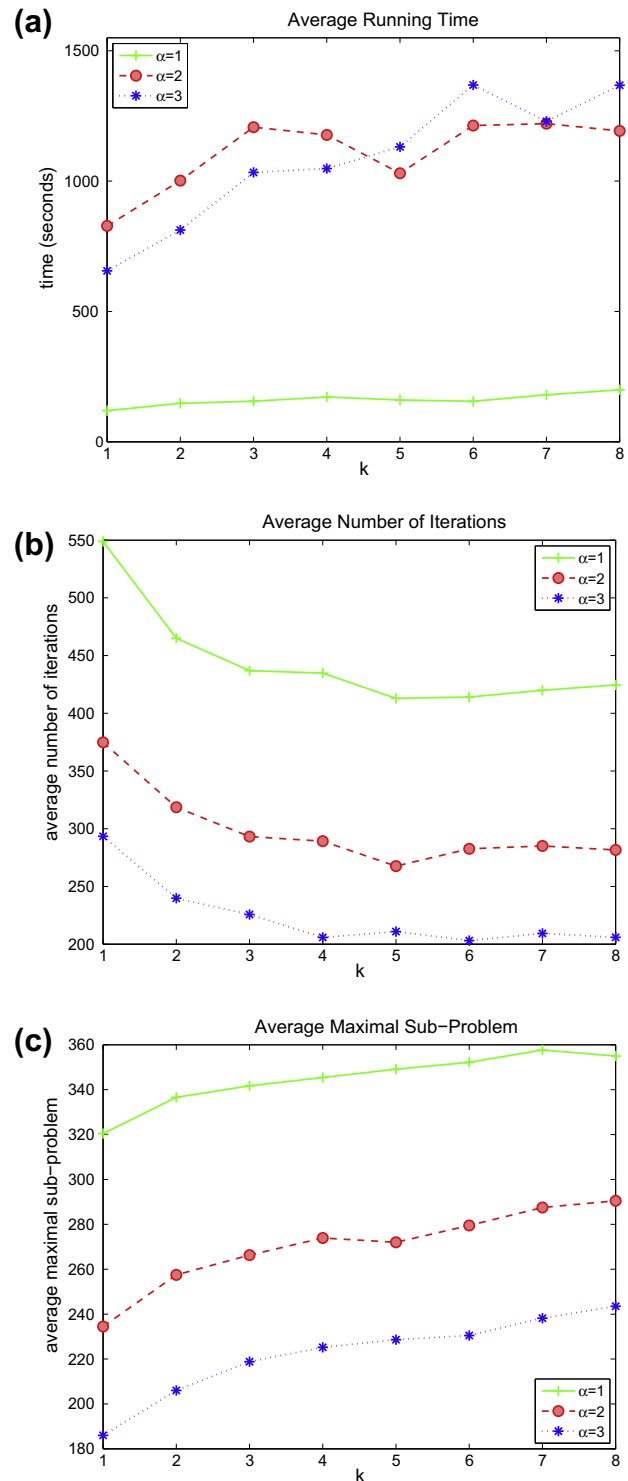 (a)
Average Running Time
α=1
α=2
α=3
1500
1000
500
0
time (seconds)
1 2 3 4 5 6 7 8
k
(b)
Average Number of Iterations
α=1
α=2
α=3
550
500
450
400
350
300
250
200
average number of iterations
1 2 3 4 5 6 7 8
k
(c)
Average Maximal Sub−Problem
360
340
320
300
280
260
240
220
200
180
average maximal sub−problem
α=1
α=2
α=3
1 2 3 4 5 6 7 8
k